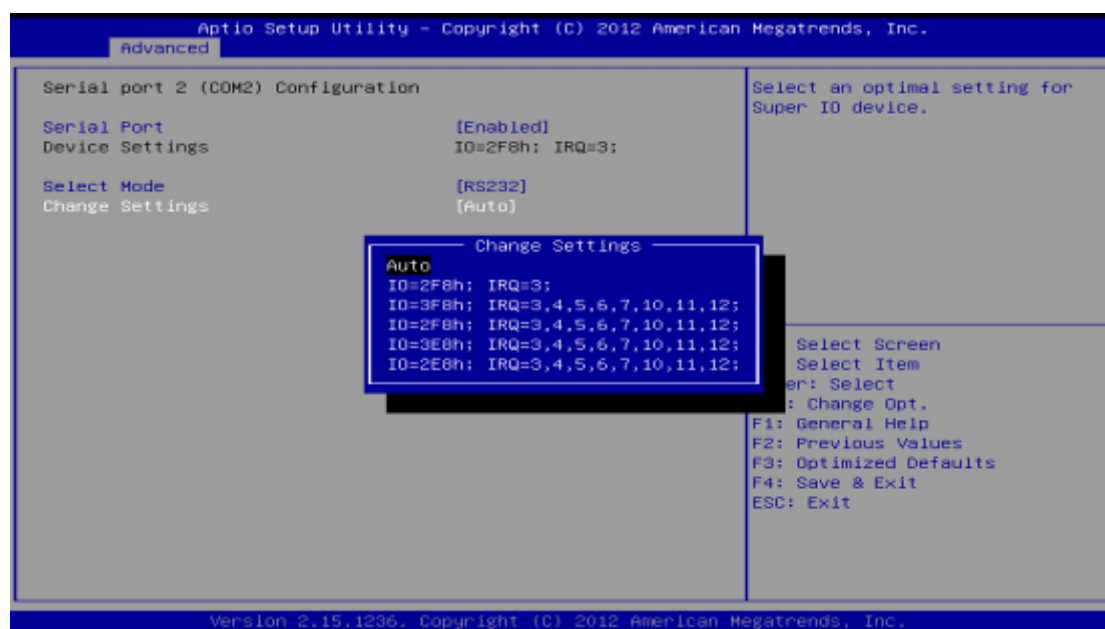 Aptio Setup Utility – Copyright (C) 2012 American Megatrends, Inc.
Advanced
Serial port 2 (COM2) Configuration
Serial Port [Enabled]
Device Settings IO=2F8h; IRQ=3;
Select Mode [RS232]
Change Settings [Auto]
Select an optimal setting for
Super IO device.
Change Settings
Auto
IO=2F8h; IRQ=3;
IO=3F8h; IRQ=3,4,5,6,7,10,11,12;
IO=2F8h; IRQ=3,4,5,6,7,10,11,12;
IO=3E8h; IRQ=3,4,5,6,7,10,11,12;
IO=2E8h; IRQ=3,4,5,6,7,10,11,12;
Select Screen
Select Item
er: Select
: Change Opt.
F1: General Help
F2: Previous Values
F3: Optimized Defaults
F4: Save & Exit
ESC: Exit
Version 2.15.1236. Copyright (C) 2012 American Megatrends, Inc.